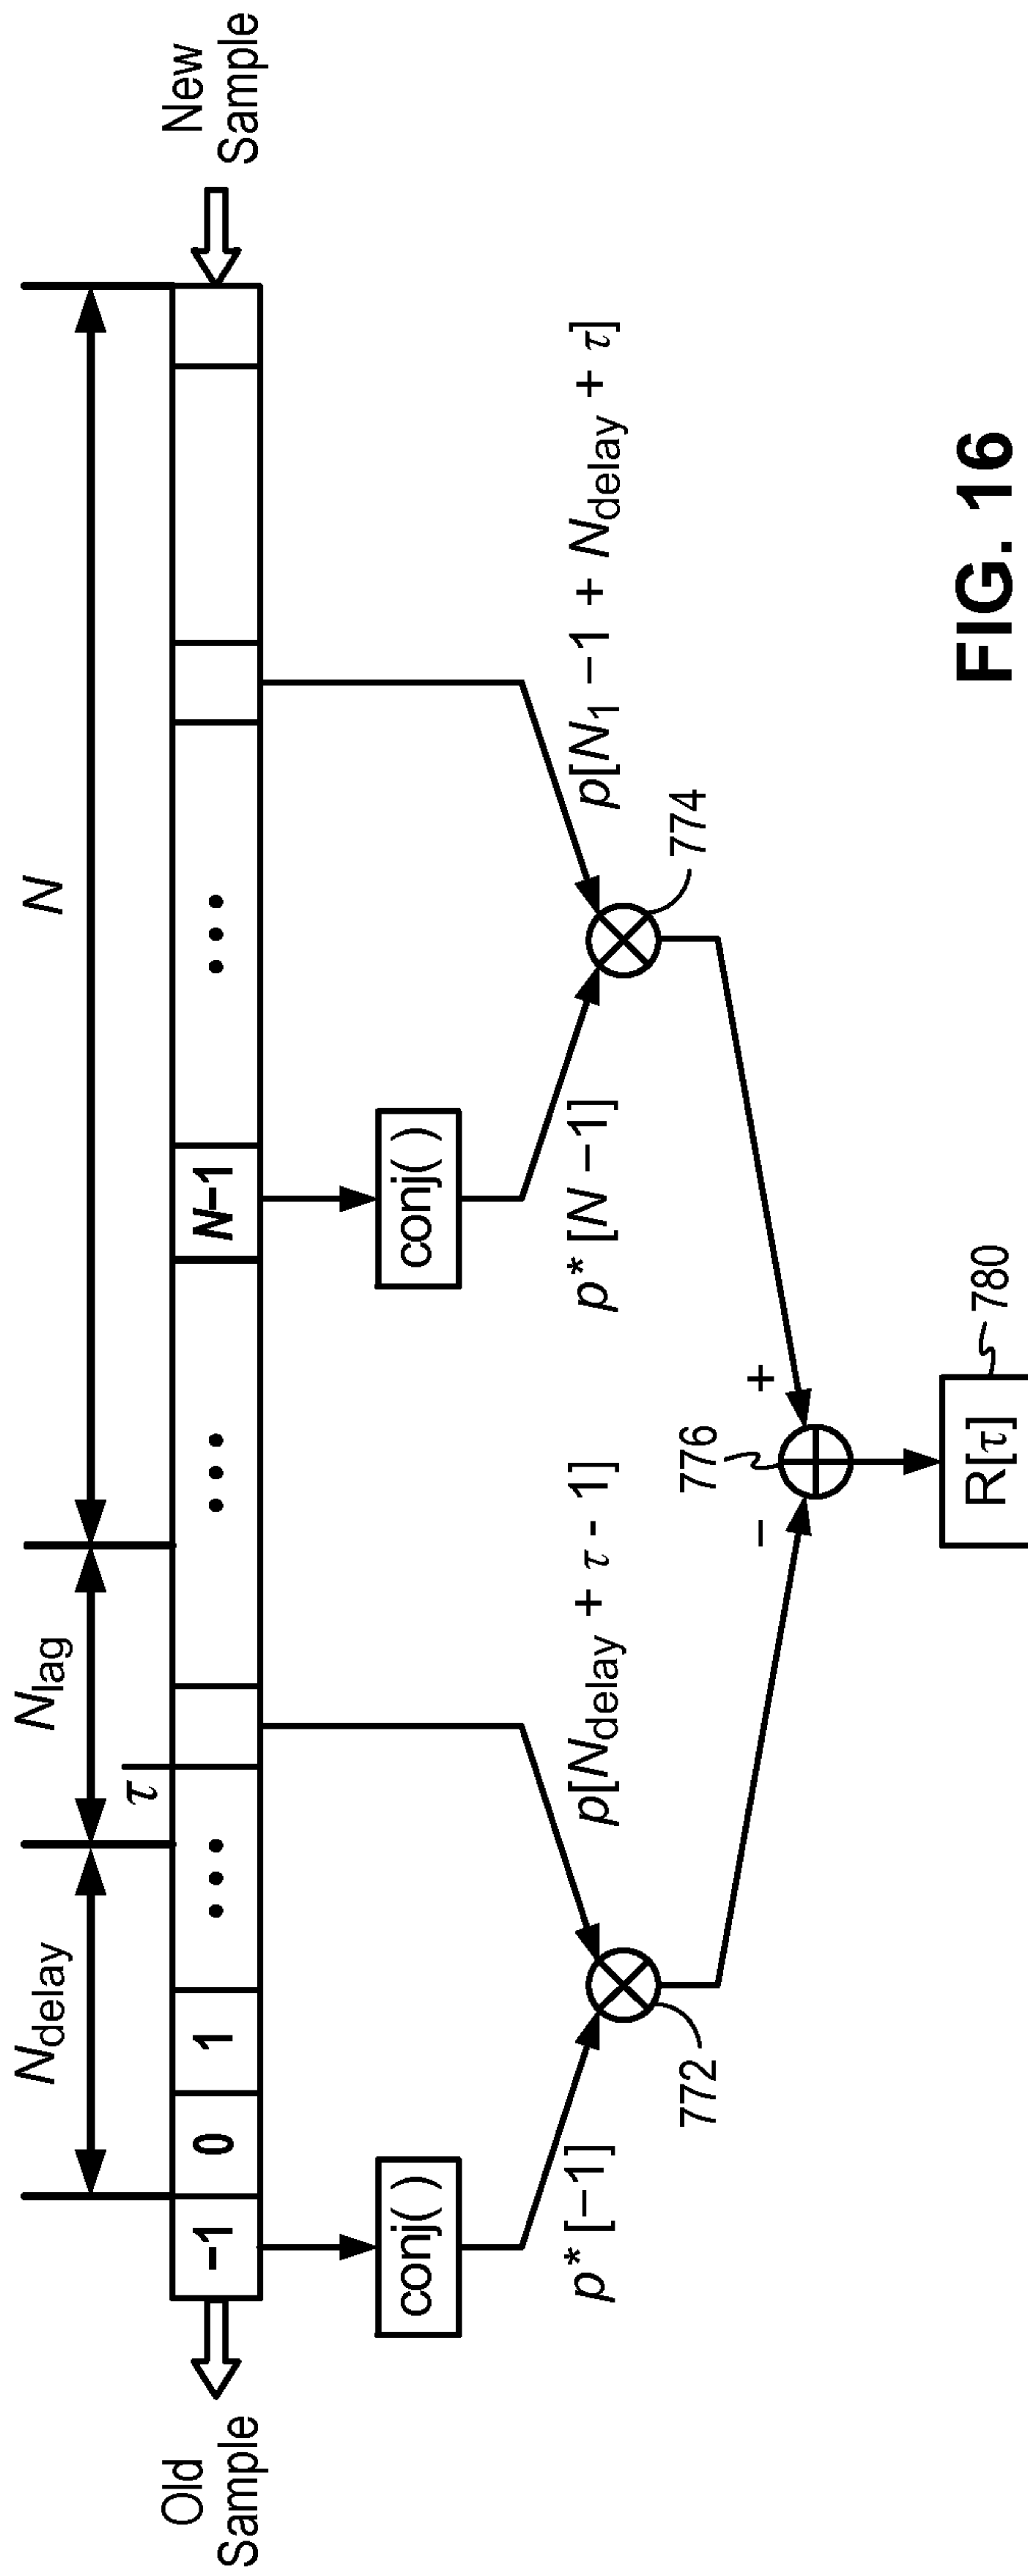 N_delay
N_lag
N
τ
Old
Sample
–1
0
1
•••
•••
N–1
•••
New
Sample
conj( )
conj( )
p* [–1]
p[N_delay + τ - 1]
p* [N –1]
p[N_1 –1 + N_delay + τ]
772
774
776
–
+
R[τ]
780
FIG. 16